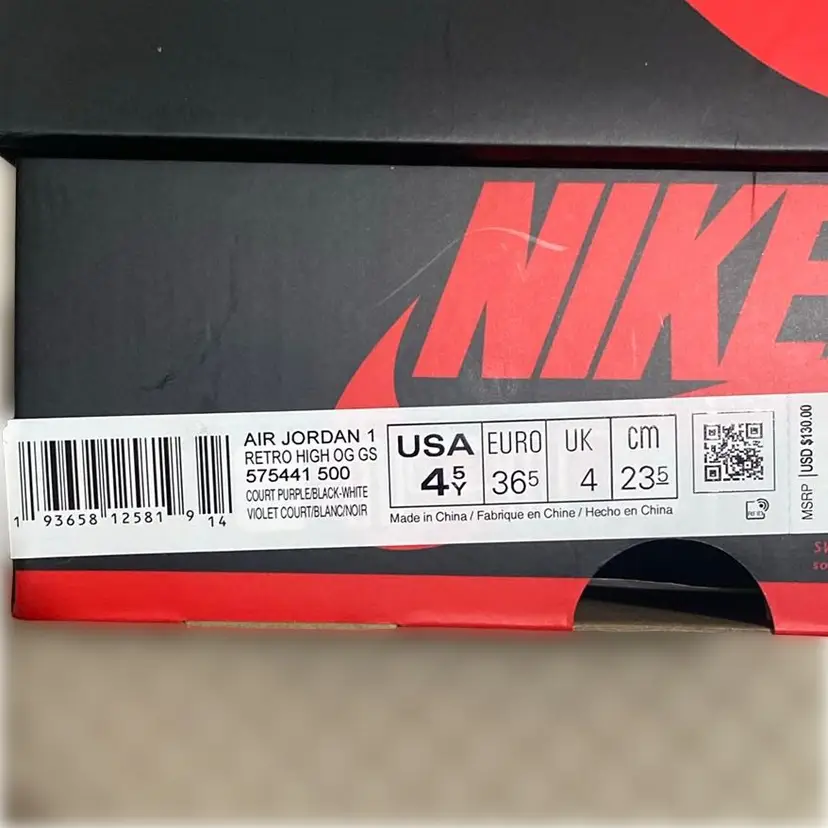 NIKE
AIR JORDAN 1
RETRO HIGH OG GS
575441 500
COURT PURPLE/BLACK-WHITE
VIOLET COURT/BLANC/NOIR
1 93658 12581 9 14
USA EURO UK cm
4 5 Y 36 5 4 23 5
Made in China / Fabrique en Chine / Hecho en China
MSRP USD $130.00